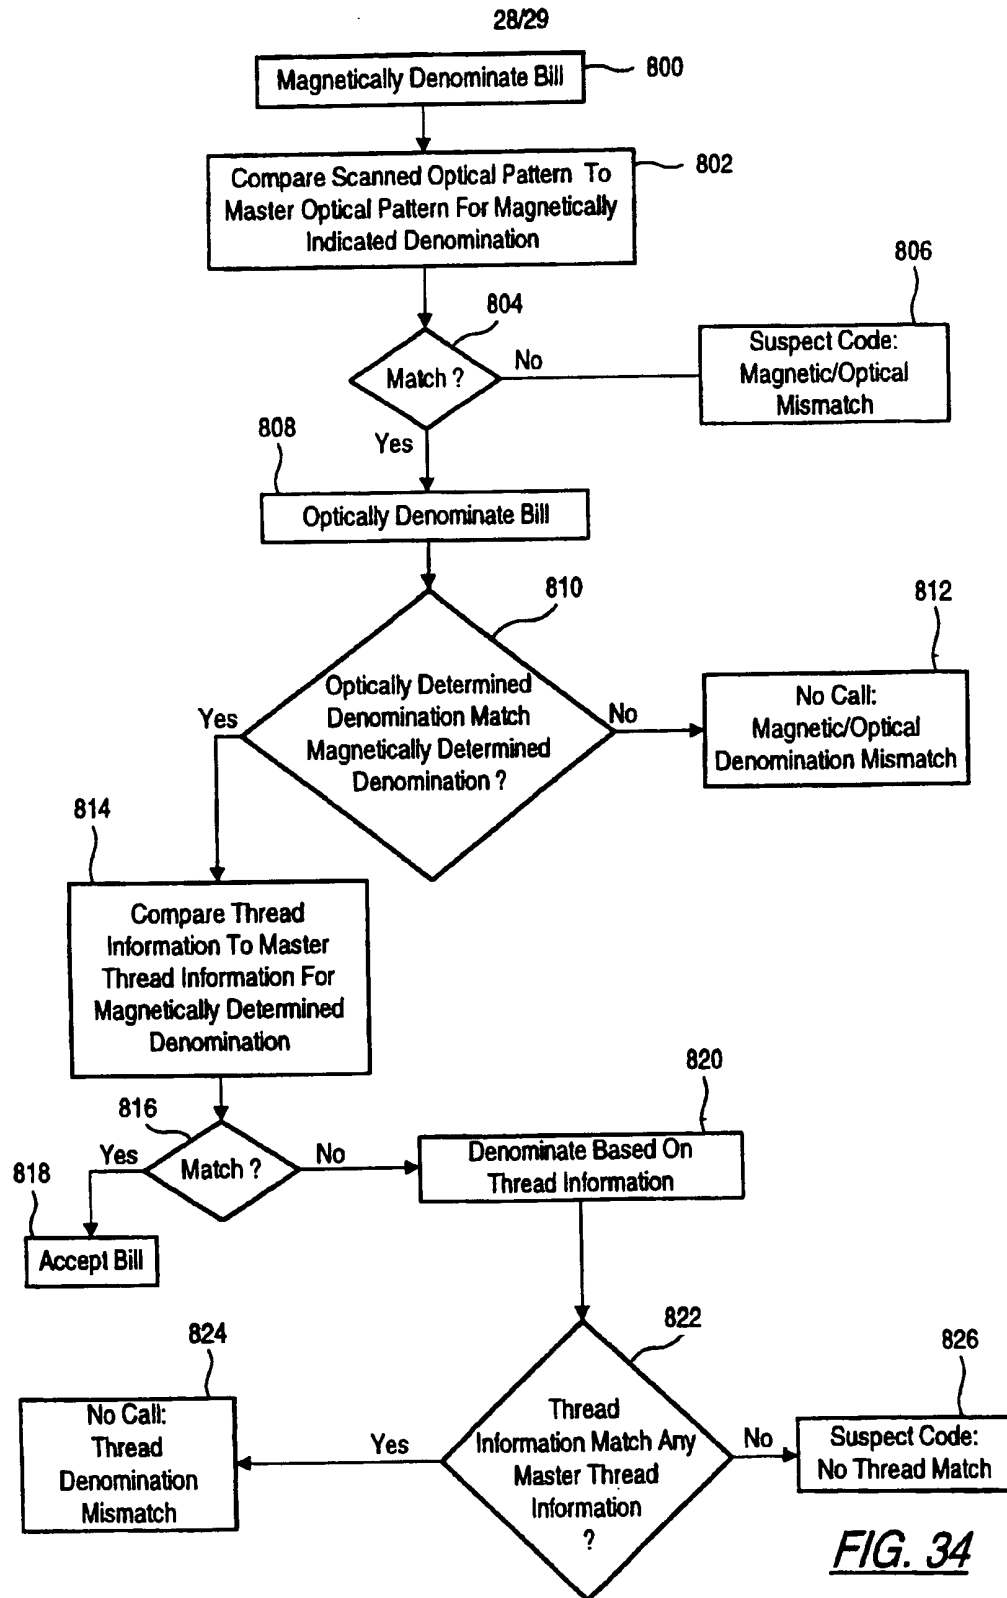 28/29
Magnetically Denominate Bill
800
Compare Scanned Optical Pattern To
Master Optical Pattern For Magnetically
Indicated Denomination
802
804
Match ?
No
806
Suspect Code:
Magnetic/Optical
Mismatch
Yes
808
Optically Denominate Bill
810
Optically Determined
Denomination Match
Magnetically Determined
Denomination ?
No
812
No Call:
Magnetic/Optical
Denomination Mismatch
Yes
814
Compare Thread
Information To Master
Thread Information For
Magnetically Determined
Denomination
816
Match ?
Yes
818
Accept Bill
No
820
Denominate Based On
Thread Information
822
Thread
Information Match Any
Master Thread
Information
?
Yes
824
No Call:
Thread
Denomination
Mismatch
No
826
Suspect Code:
No Thread Match
FIG. 34